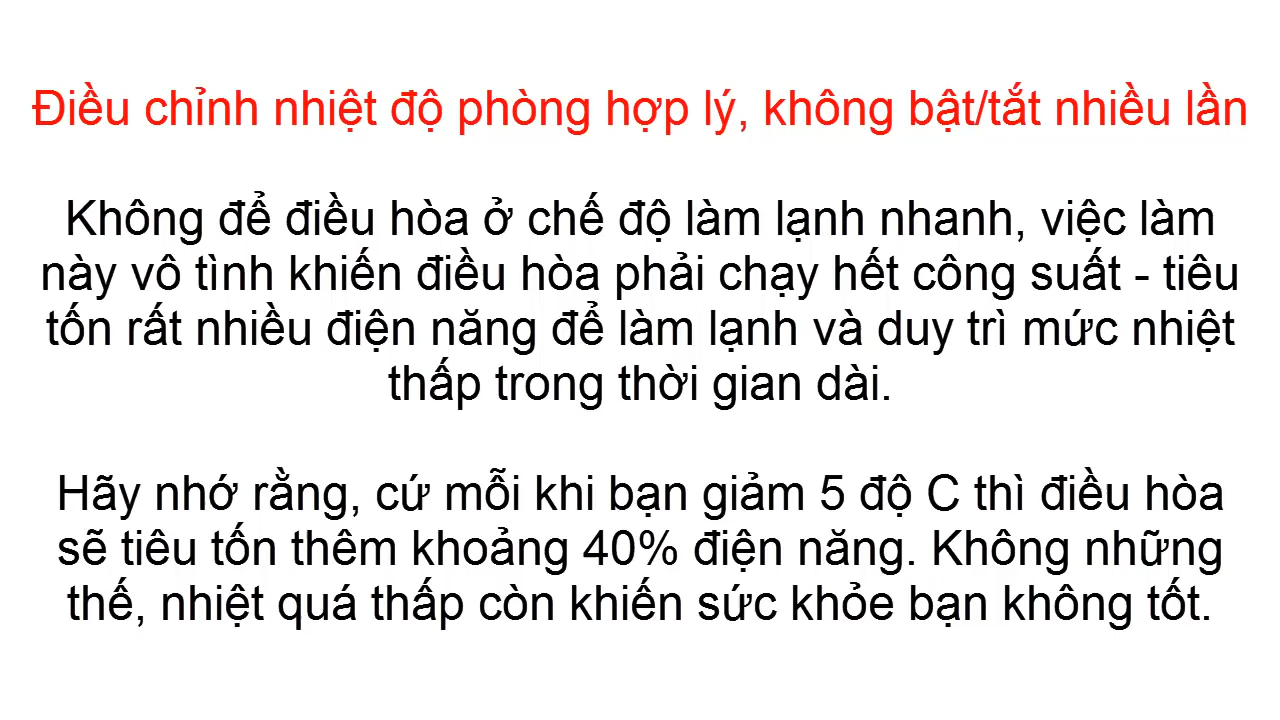 Điều chỉnh nhiệt độ phòng hợp lý, không bật/tắt nhiều lần
Không để điều hòa ở chế độ làm lạnh nhanh, việc làm
này vô tình khiến điều hòa phải chạy hết công suất - tiêu
tốn rất nhiều điện năng để làm lạnh và duy trì mức nhiệt
thấp trong thời gian dài.
Hãy nhớ rằng, cứ mỗi khi bạn giảm 5 độ C thì điều hòa
sẽ tiêu tốn thêm khoảng 40% điện năng. Không những
thế, nhiệt quá thấp còn khiến sức khỏe bạn không tốt.